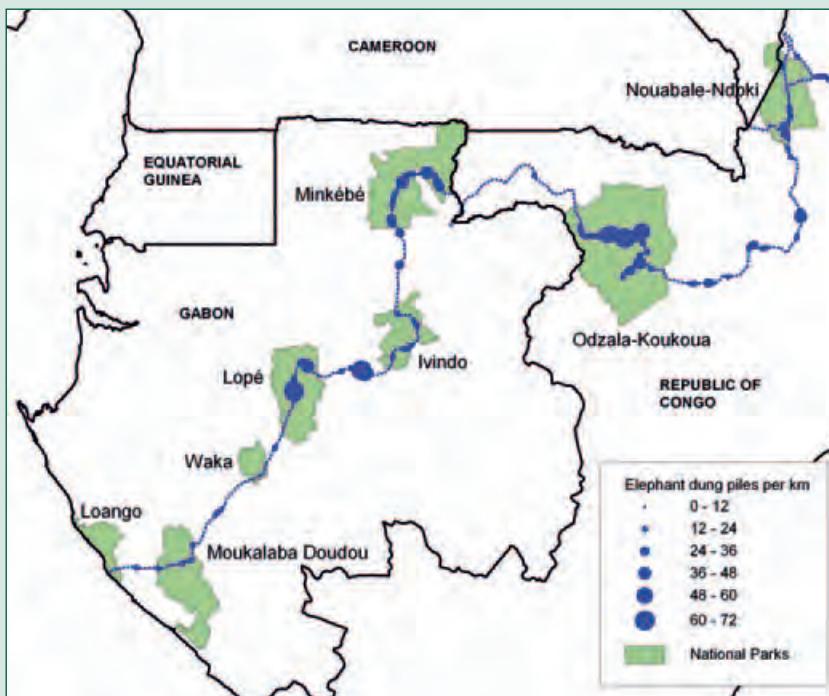 CAMEROON
Nouabale-Ndoki
EQUATORIAL
GUINEA
Minkébé
GABON
Odzala-Koukoua
Ivindo
Lopé
REPUBLIC OF
CONGO
Waka
Loango
Moukalaba Doudou
Elephant dung piles per km
0 - 12
12 - 24
24 - 36
36 - 48
48 - 60
60 - 72
National Parks